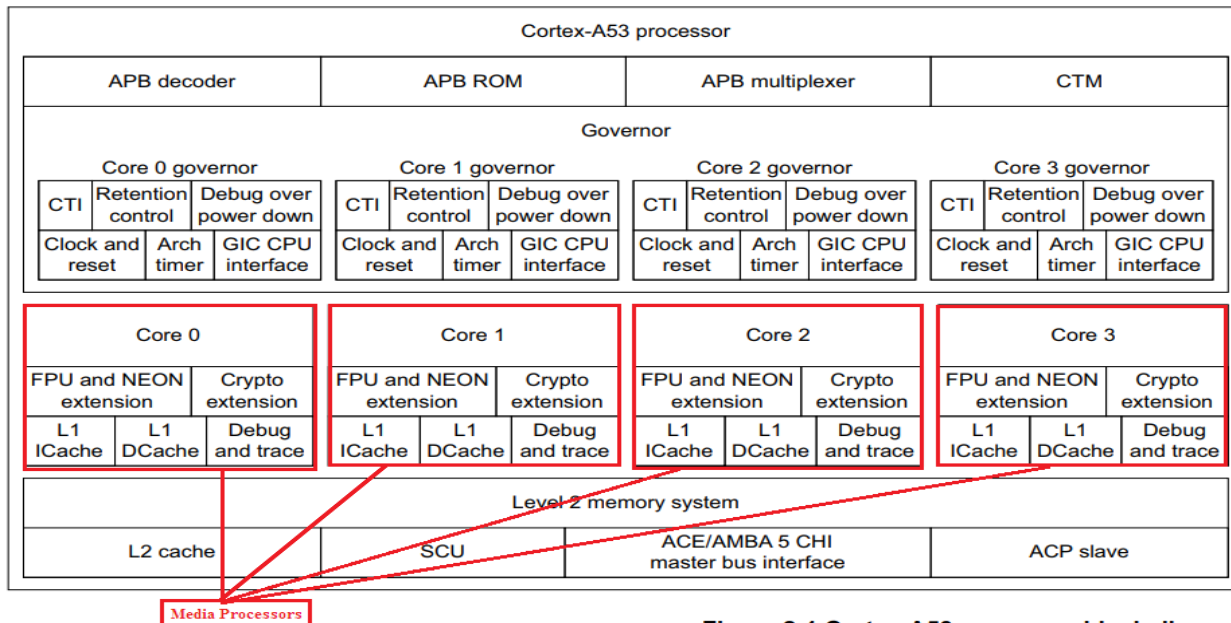 Cortex-A53 processor
APB decoder
APB ROM
APB multiplexer
CTM
Governor
Core 0 governor
Core 1 governor
Core 2 governor
Core 3 governor
CTI
Retention
control
Debug over
power down
CTI
Retention
control
Debug over
power down
CTI
Retention
control
Debug over
power down
CTI
Retention
control
Debug over
power down
Clock and
reset
Arch
timer
GIC CPU
interface
Clock and
reset
Arch
timer
GIC CPU
interface
Clock and
reset
Arch
timer
GIC CPU
interface
Clock and
reset
Arch
timer
GIC CPU
interface
Core 0
Core 1
Core 2
Core 3
FPU and NEON
extension
Crypto
extension
FPU and NEON
extension
Crypto
extension
FPU and NEON
extension
Crypto
extension
FPU and NEON
extension
Crypto
extension
L1
ICache
L1
DCache
Debug
and trace
L1
ICache
L1
DCache
Debug
and trace
L1
ICache
L1
DCache
Debug
and trace
L1
ICache
L1
DCache
Debug
and trace
Level 2 memory system
L2 cache
SCU
ACE/AMBA 5 CHI
master bus interface
ACP slave
Media Processors